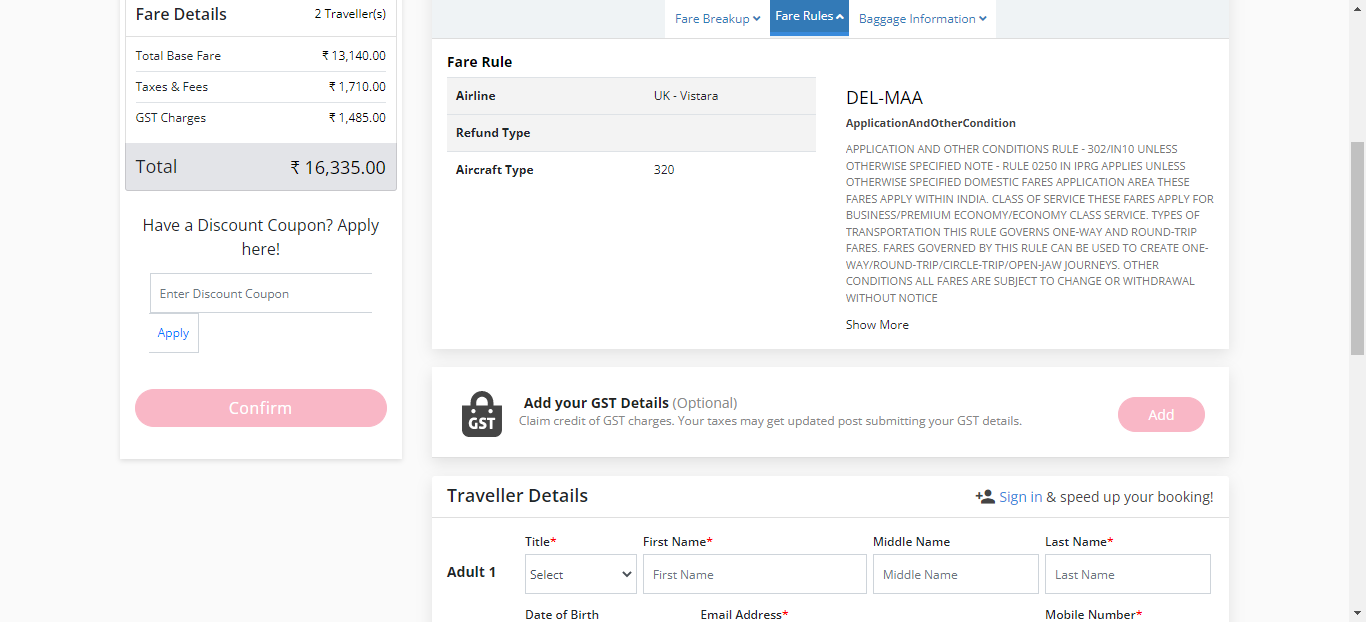 Fare Details 2 Traveller(s)
Total Base Fare ₹ 13,140.00
Taxes & Fees ₹ 1,710.00
GST Charges ₹ 1,485.00
Total ₹ 16,335.00
Have a Discount Coupon? Apply
here!
Enter Discount Coupon
Apply
Confirm
Fare Breakup Fare Rules Baggage Information
Fare Rule
Airline UK - Vistara
Refund Type
Aircraft Type 320
DEL-MAA
ApplicationAndOtherCondition
APPLICATION AND OTHER CONDITIONS RULE - 302/IN10 UNLESS
OTHERWISE SPECIFIED NOTE - RULE 0250 IN IPRG APPLIES UNLESS
OTHERWISE SPECIFIED DOMESTIC FARES APPLICATION AREA THESE
FARES APPLY WITHIN INDIA. CLASS OF SERVICE THESE FARES APPLY FOR
BUSINESS/PREMIUM ECONOMY/ECONOMY CLASS SERVICE. TYPES OF
TRANSPORTATION THIS RULE GOVERNS ONE-WAY AND ROUND-TRIP
FARES. FARES GOVERNED BY THIS RULE CAN BE USED TO CREATE ONE-
WAY/ROUND-TRIP/CIRCLE-TRIP/OPEN-JAW JOURNEYS. OTHER
CONDITIONS ALL FARES ARE SUBJECT TO CHANGE OR WITHDRAWAL
WITHOUT NOTICE
Show More
GST
Add your GST Details (Optional)
Claim credit of GST charges. Your taxes may get updated post submitting your GST details.
Add
Traveller Details Sign in & speed up your booking!
Title* First Name* Middle Name Last Name*
Adult 1 Select First Name Middle Name Last Name
Date of Birth Email Address* Mobile Number*